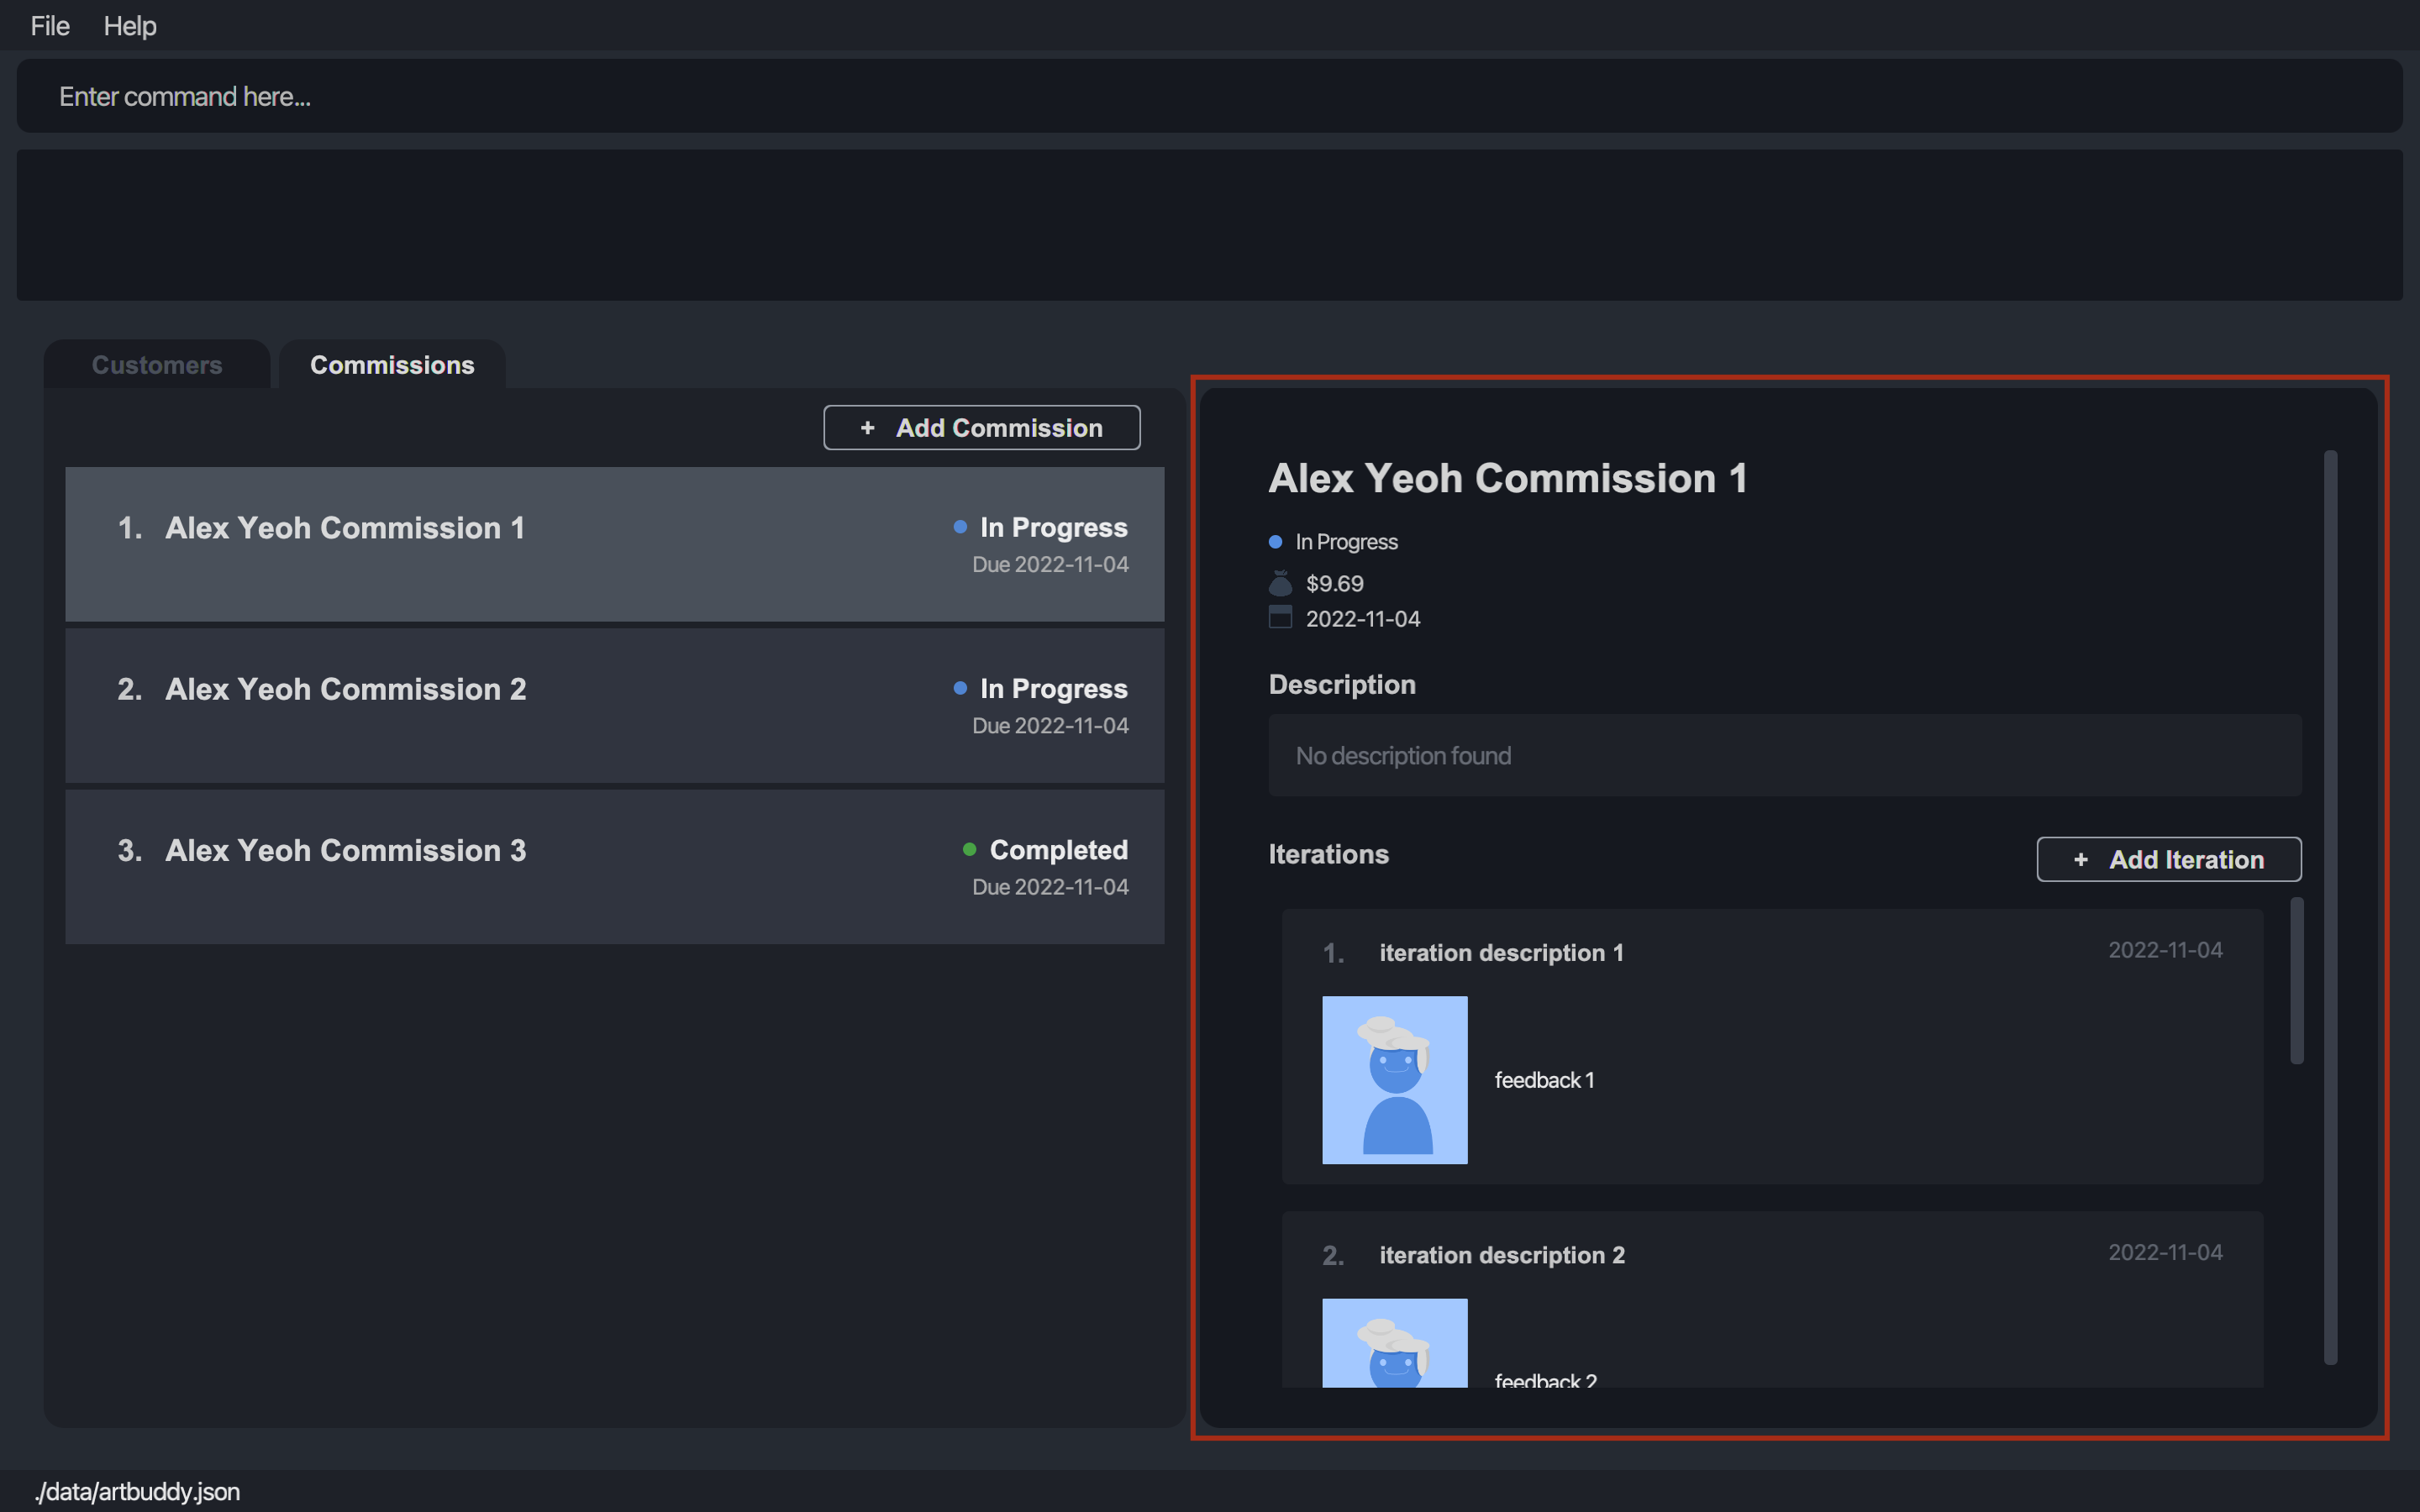 File Help
Enter command here...
Customers Commissions
+ Add Commission
1. Alex Yeoh Commission 1
In Progress
Due 2022-11-04
2. Alex Yeoh Commission 2
In Progress
Due 2022-11-04
3. Alex Yeoh Commission 3
Completed
Due 2022-11-04
Alex Yeoh Commission 1
In Progress
$9.69
2022-11-04
Description
No description found
Iterations
+ Add Iteration
1. iteration description 1 2022-11-04
feedback 1
2. iteration description 2 2022-11-04
feedback 2
./data/artbuddy.json